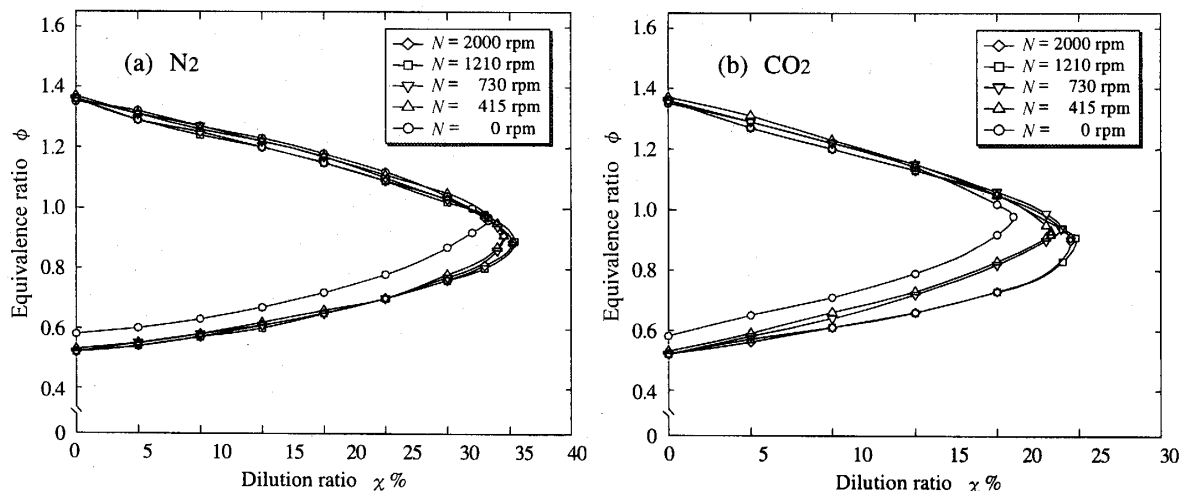 (a) N2
N = 2000 rpm
N = 1210 rpm
N = 730 rpm
N = 415 rpm
N = 0 rpm
Equivalence ratio ϕ
1.6
1.4
1.2
1.0
0.8
0.6
0.4
0
0 5 10 15 20 25 30 35 40
Dilution ratio χ %
(b) CO2
N = 2000 rpm
N = 1210 rpm
N = 730 rpm
N = 415 rpm
N = 0 rpm
Equivalence ratio ϕ
1.6
1.4
1.2
1.0
0.8
0.6
0.4
0
0 5 10 15 20 25 30
Dilution ratio χ %